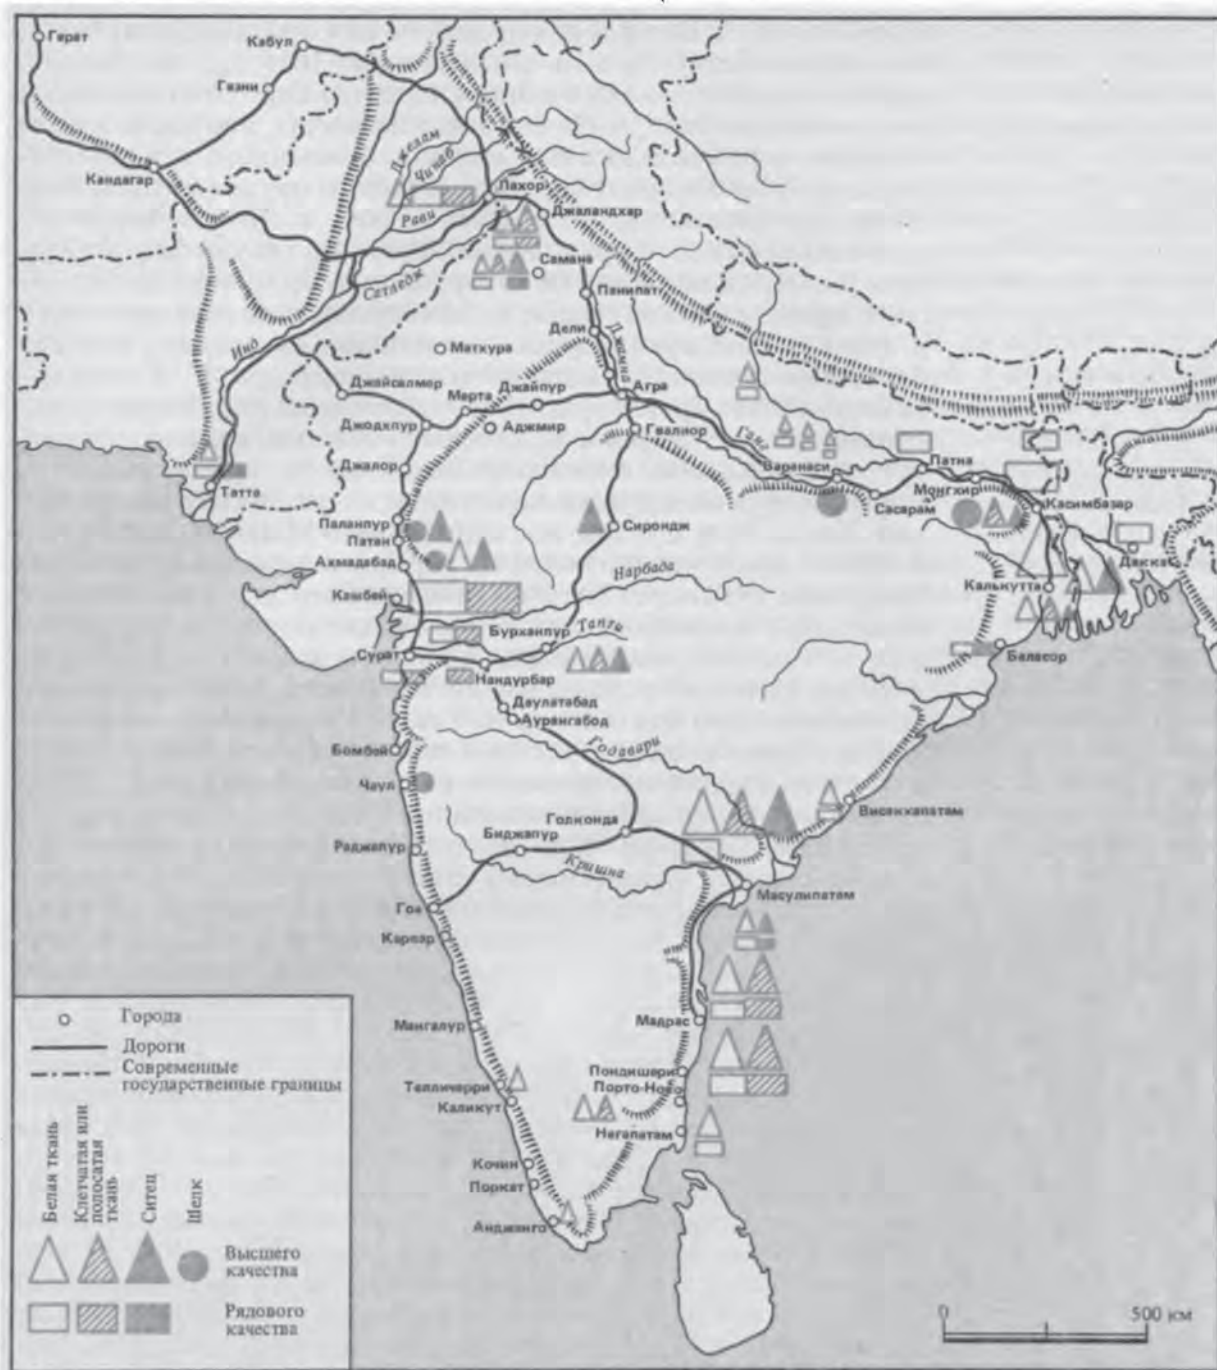 Герат
Кабул
Газни
Кандагар
Джелам
Чинаб
Лахор
Рави
Джаландхар
Самана
Сатледж
Панипат
Дели
Джамна
Инд
Матхура
Джайсалмер
Мерта
Джайпур
Агра
Джодхпур
Аджмир
Гвалиор
Ганг
Джалор
Варанаси
Патна
Татта
Монгхир
Сасарам
Касимбазар
Паланпур
Сирондж
Патан
Ахмадабад
Дакка
Нарбада
Калькутта
Камбей
Бурханпур
Тапти
Сурат
Баласор
Нандурбар
Даулатабад
Аурангабад
Годавари
Бомбей
Чаул
Висакхапатам
Голконда
Биджапур
Раджапур
Кришна
Масулипатам
Гоа
Карвар
Мадрас
Мангалур
Пондишери
Телличерри
Порто-Ново
Каликут
Негапатам
Кочин
Поркат
Анджанго
Города
Дороги
Современные
государственные границы
Белая ткань
Клетчатая или
полосатая
ткань
Ситец
Шелк
Высшего
качества
Рядового
качества
0 500 км